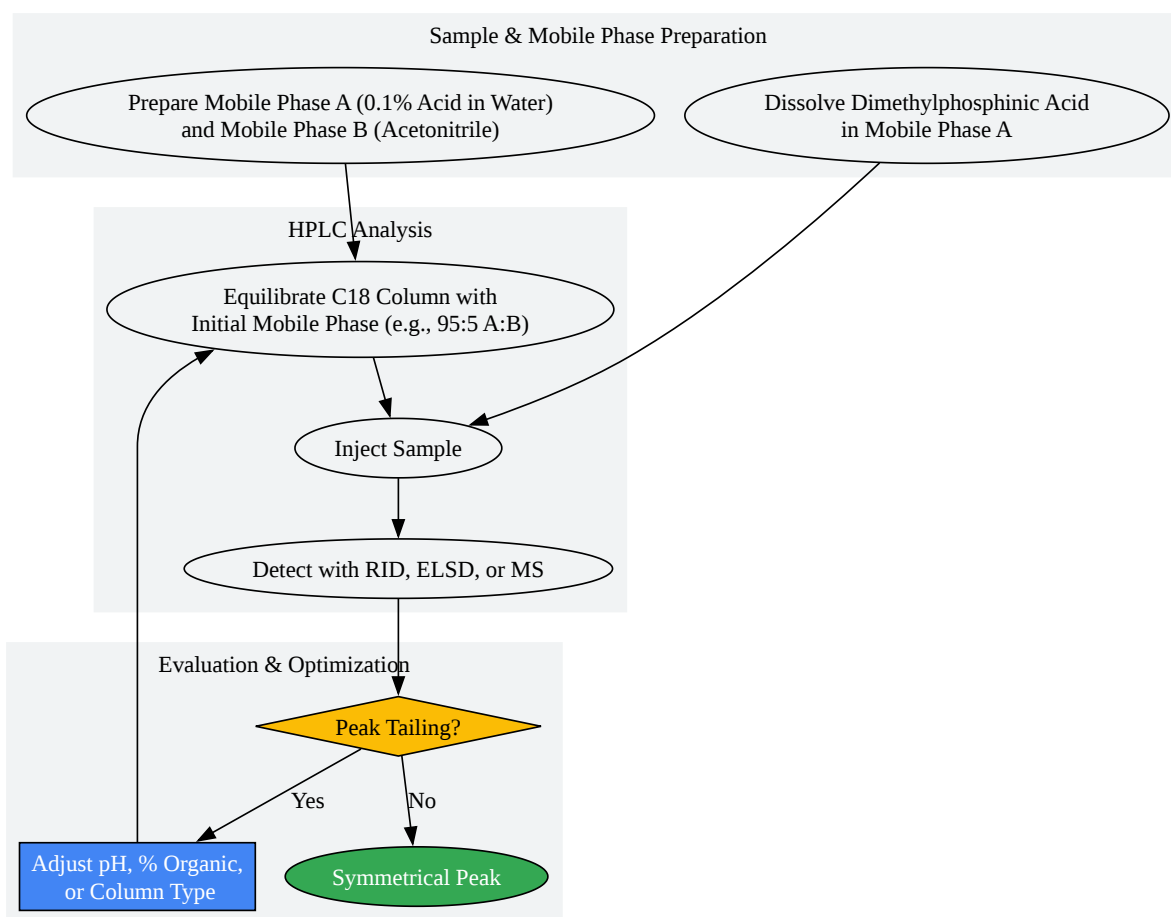 Sample & Mobile Phase Preparation
Prepare Mobile Phase A (0.1% Acid in Water)
and Mobile Phase B (Acetonitrile)
Dissolve Dimethylphosphinic Acid
in Mobile Phase A
HPLC Analysis
Equilibrate C18 Column with
Initial Mobile Phase (e.g., 95:5 A:B)
Inject Sample
Detect with RID, ELSD, or MS
Evaluation & Optimization
Peak Tailing?
Yes
No
Adjust pH, % Organic,
or Column Type
Symmetrical Peak